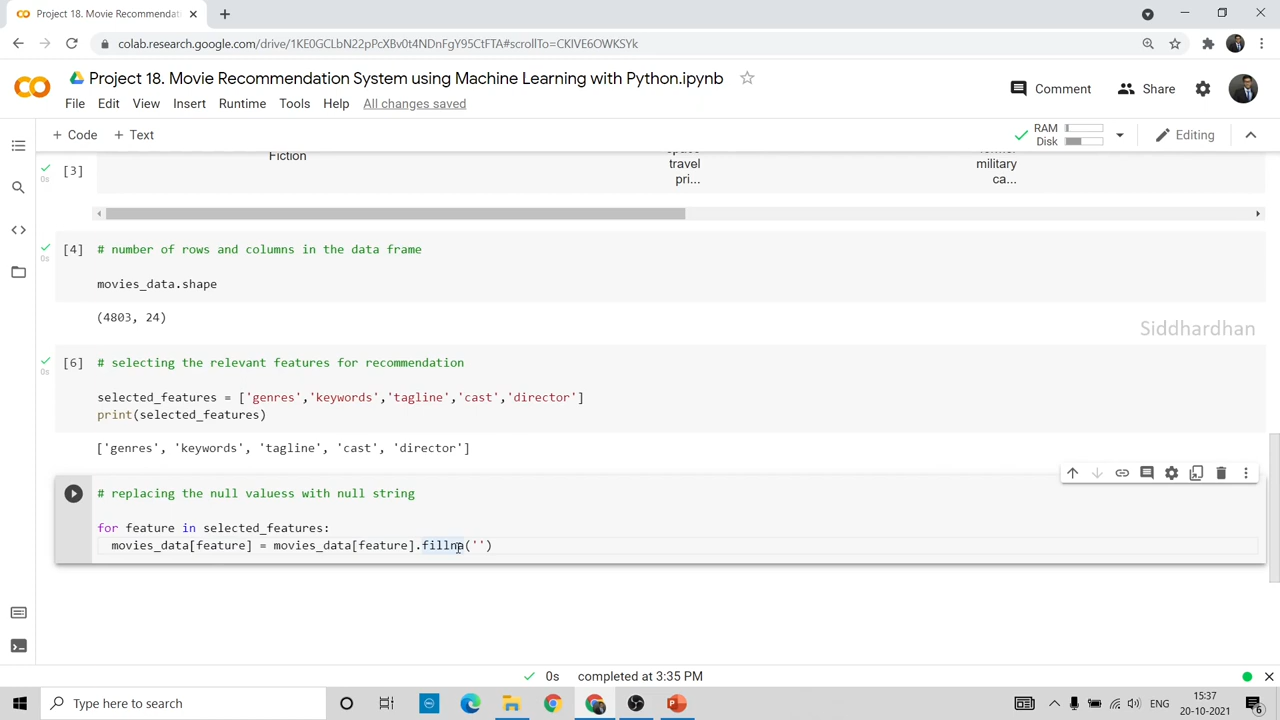 Project 18. Movie Recommendat
colab.research.google.com/drive/1KE0GCLbN22pPcXBv0t4NDnFgY95CtFTA#scrollTo=CKIVE6OWKSYk
Project 18. Movie Recommendation System using Machine Learning with Python.ipynb
Comment
Share
File Edit View Insert Runtime Tools Help All changes saved
+ Code + Text
RAM
Disk
Editing
Fiction
travel
pri...
military
ca...
[3]
0s
[4] # number of rows and columns in the data frame
0s
movies_data.shape
(4803, 24)
Siddhardhan
[6] # selecting the relevant features for recommendation
0s
selected_features = ['genres','keywords','tagline','cast','director']
print(selected_features)
['genres', 'keywords', 'tagline', 'cast', 'director']
# replacing the null valuess with null string
for feature in selected_features:
movies_data[feature] = movies_data[feature].fillna('')
0s completed at 3:35 PM
Type here to search
ENG
15:37
20-10-2021
6